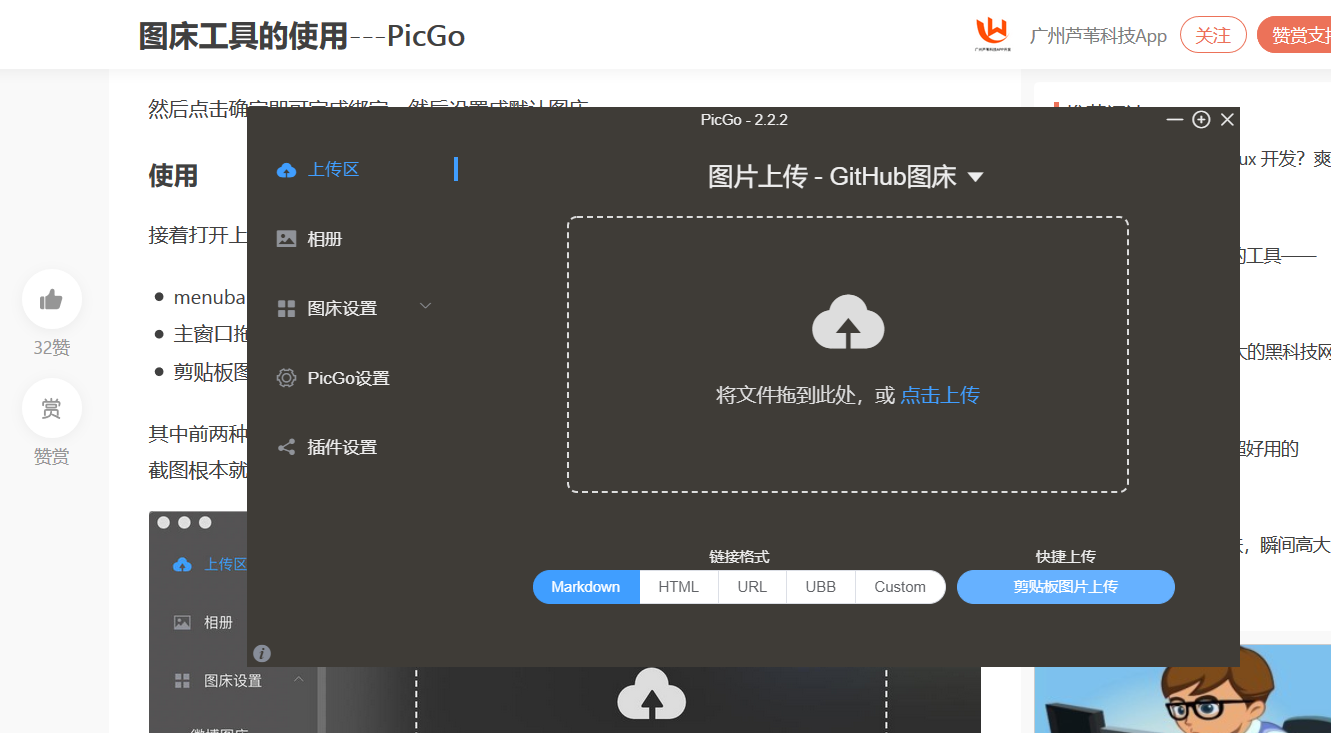 图床工具的使用---PicGo
广州芦苇科技App
关注
赞赏支
然后点击确定即可完成绑定，然后设置成默认图床
使用
接着打开上
menuba
主窗口拖
剪贴板图
其中前两种
截图根本就
32赞
赏
赞赏
PicGo - 2.2.2
上传区
相册
图床设置
PicGo设置
插件设置
图片上传 - GitHub图床
将文件拖到此处，或 点击上传
链接格式
快捷上传
Markdown
HTML
URL
UBB
Custom
剪贴板图片上传
ux 开发？爽
的工具——
大的黑科技网
超好用的
瞬间高大
上传区
相册
图床设置
微博图床